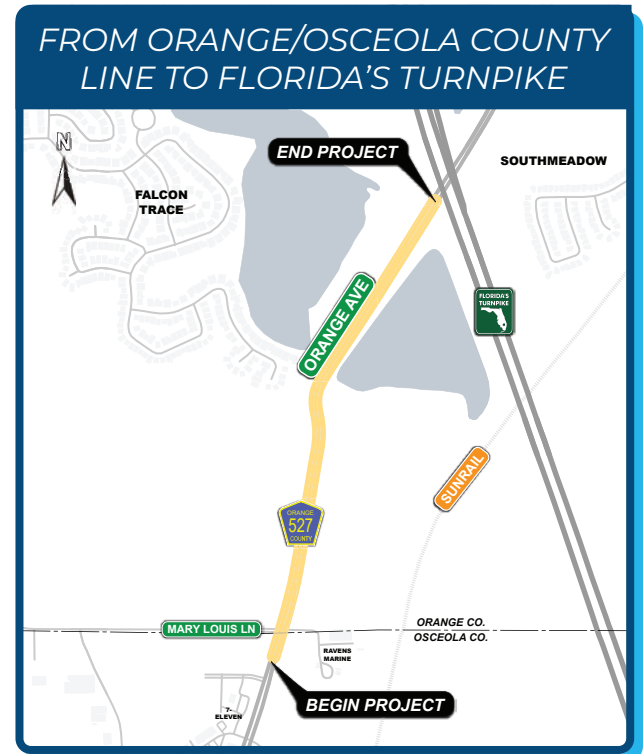 FROM ORANGE/OSCEOLA COUNTY
LINE TO FLORIDA'S TURNPIKE
N
END PROJECT
SOUTHMEADOW
FALCON
TRACE
FLORIDA'S
TURNPIKE
ORANGE AVE
SUNRAIL
ORANGE
527
COUNTY
MARY LOUIS LN
ORANGE CO.
OSCEOLA CO.
RAVENS
MARINE
BEGIN PROJECT
7-
ELEVEN